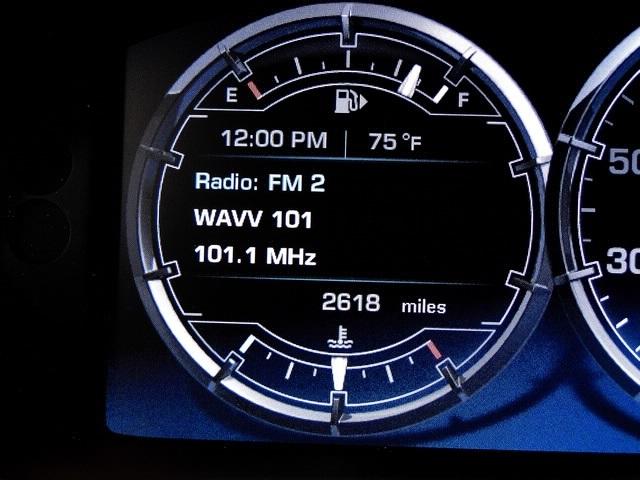 E F
12:00 PM 75 °F
Radio: FM 2
WAVV 101
101.1 MHz
2618 miles
50
30